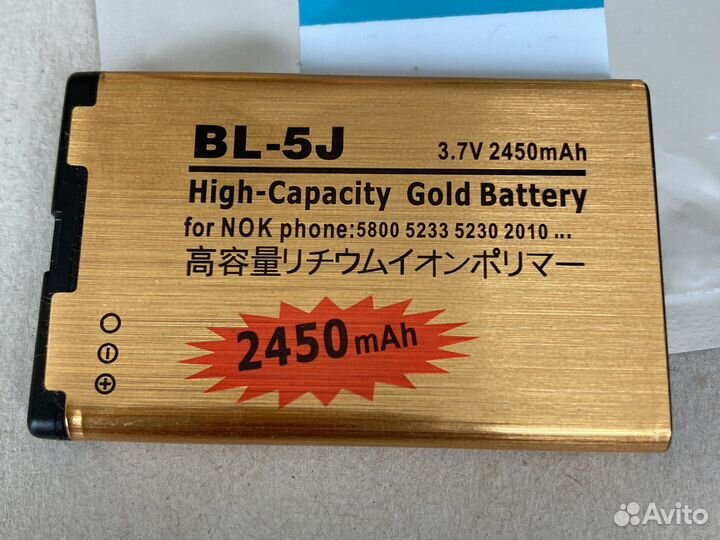 BL-5J
3.7V 2450mAh
High-Capacity Gold Battery
for NOK phone:5800 5233 5230 2010 ...
高容量リチウムイオンポリマー
2450mAh
Avito